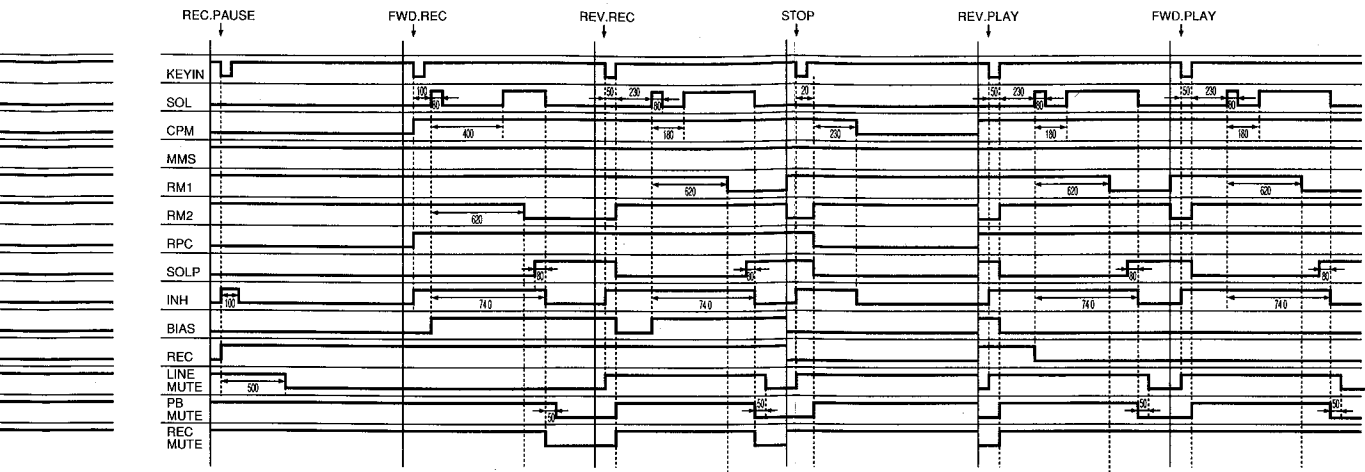 REC.PAUSE FWD.REC REV.REC STOP REV.PLAY FWD.PLAY
KEYIN
100 50 230 20 50 230 50 230
SOL 80 80 80 80
CPM 400 180 230 180 180
MMS
RM1 620 620 620
RM2 620
RPC
SOLP 80 80 80 80
INH 100 740 740 740 740
BIAS
REC
LINE
MUTE 500
PB
MUTE 50 50 50 50
REC
MUTE